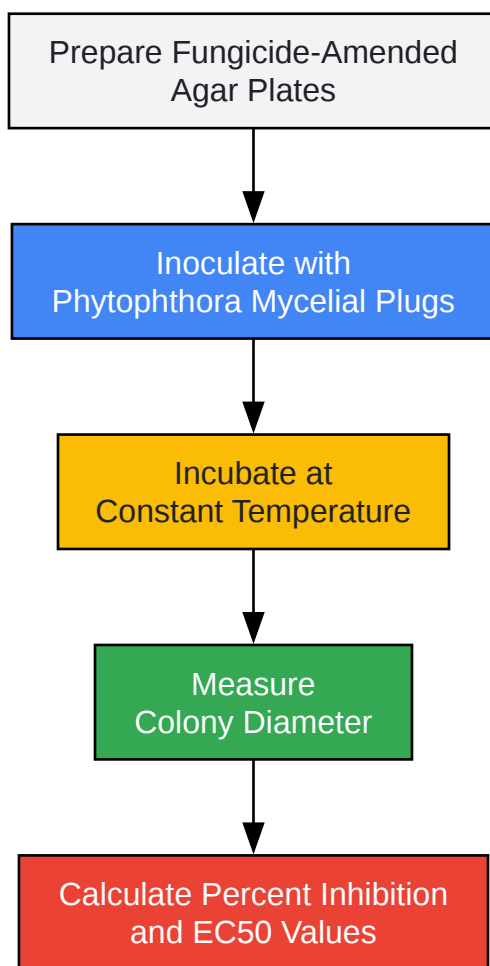 Prepare Fungicide-Amended
Agar Plates
Inoculate with
Phytophthora Mycelial Plugs
Incubate at
Constant Temperature
Measure
Colony Diameter
Calculate Percent Inhibition
and EC50 Values